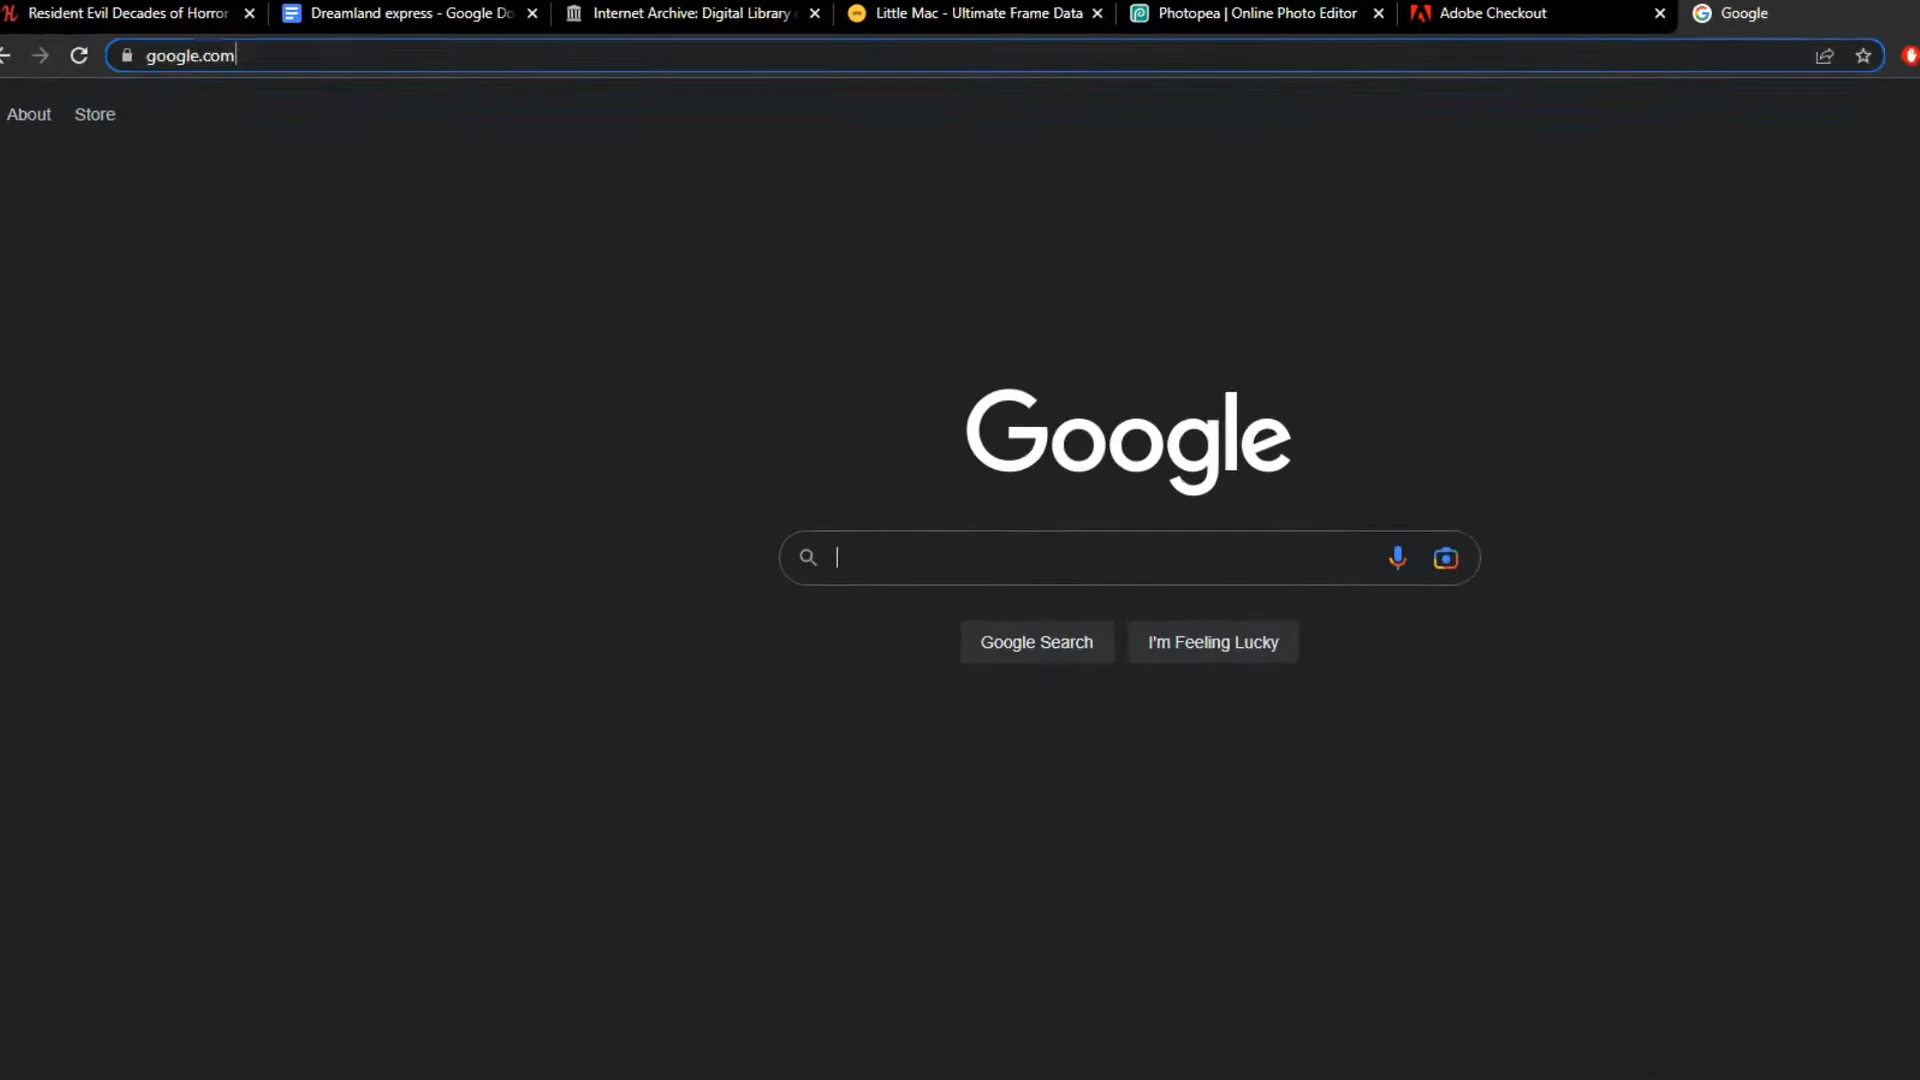 Resident Evil Decades of Horror
Dreamland express - Google Do
Internet Archive: Digital Library
Little Mac - Ultimate Frame Data
Photopea | Online Photo Editor
Adobe Checkout
Google
google.com
About
Store
Google
Google Search
I'm Feeling Lucky